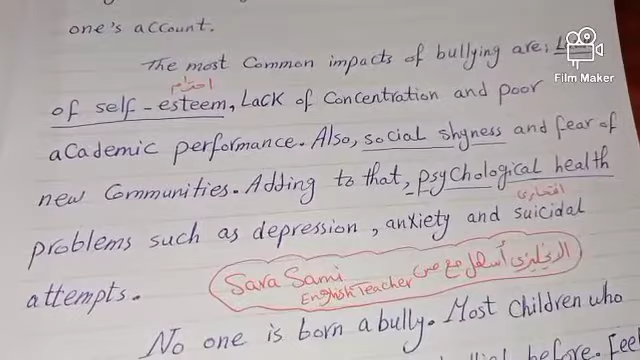 one's account.
The most Common impacts of bullying are;
احترام
of self-esteem, Lack of Concentration and poor
academic performance. Also, social shyness and fear of
new Communities. Adding to that, psychological health
انتحاري
problems such as depression, anxiety and suicidal
attempts.
Sara Sami الانجليزي أسهل مع مس
English Teacher
No one is born a bully. Most children who
before. Feel
Film Maker